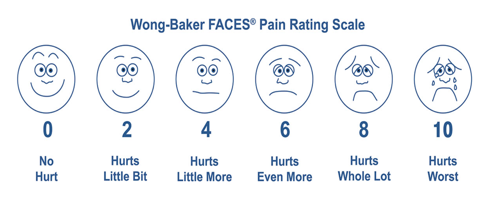 Wong-Baker FACES® Pain Rating Scale
0 2 4 6 8 10
No Hurts Hurts Hurts Hurts Hurts
Hurt Little Bit Little More Even More Whole Lot Worst